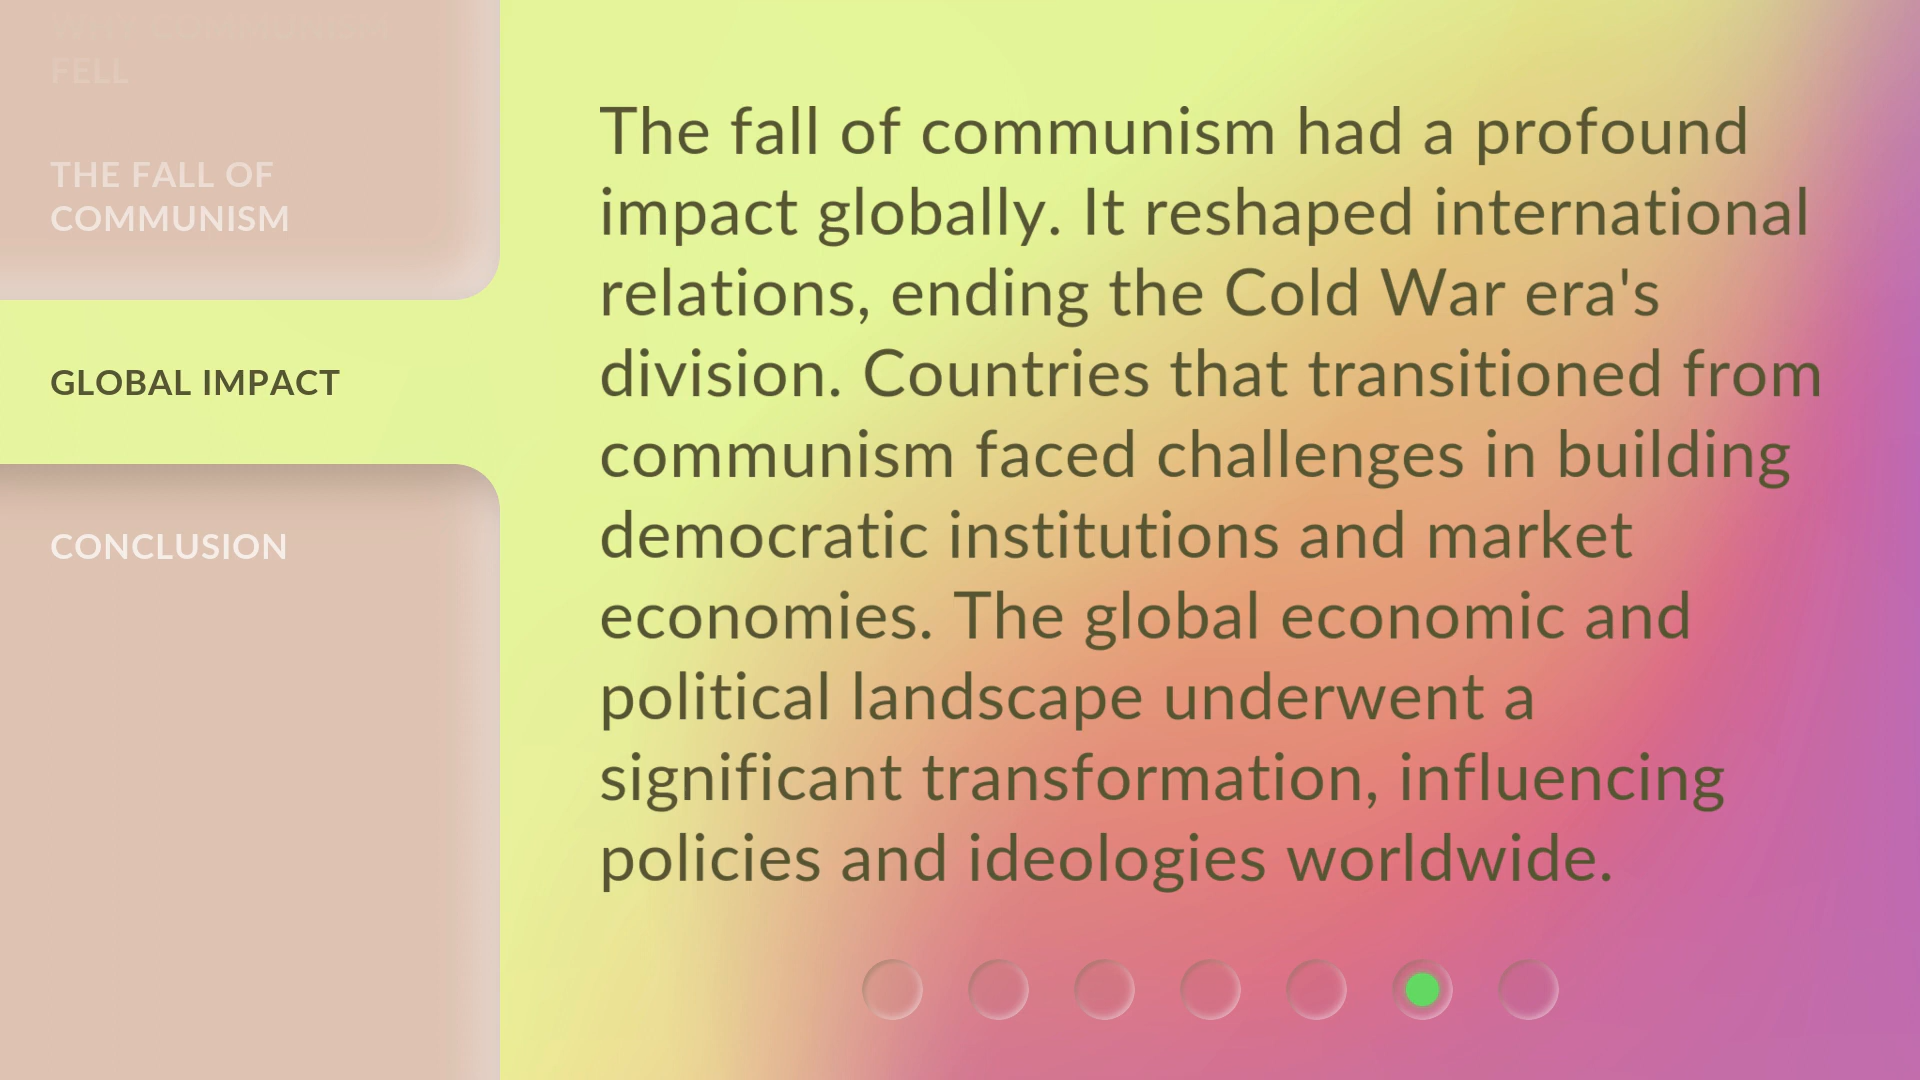 WHY COMMUNISM
FELL
THE FALL OF
COMMUNISM
GLOBAL IMPACT
CONCLUSION
The fall of communism had a profound
impact globally. It reshaped international
relations, ending the Cold War era's
division. Countries that transitioned from
communism faced challenges in building
democratic institutions and market
economies. The global economic and
political landscape underwent a
significant transformation, influencing
policies and ideologies worldwide.